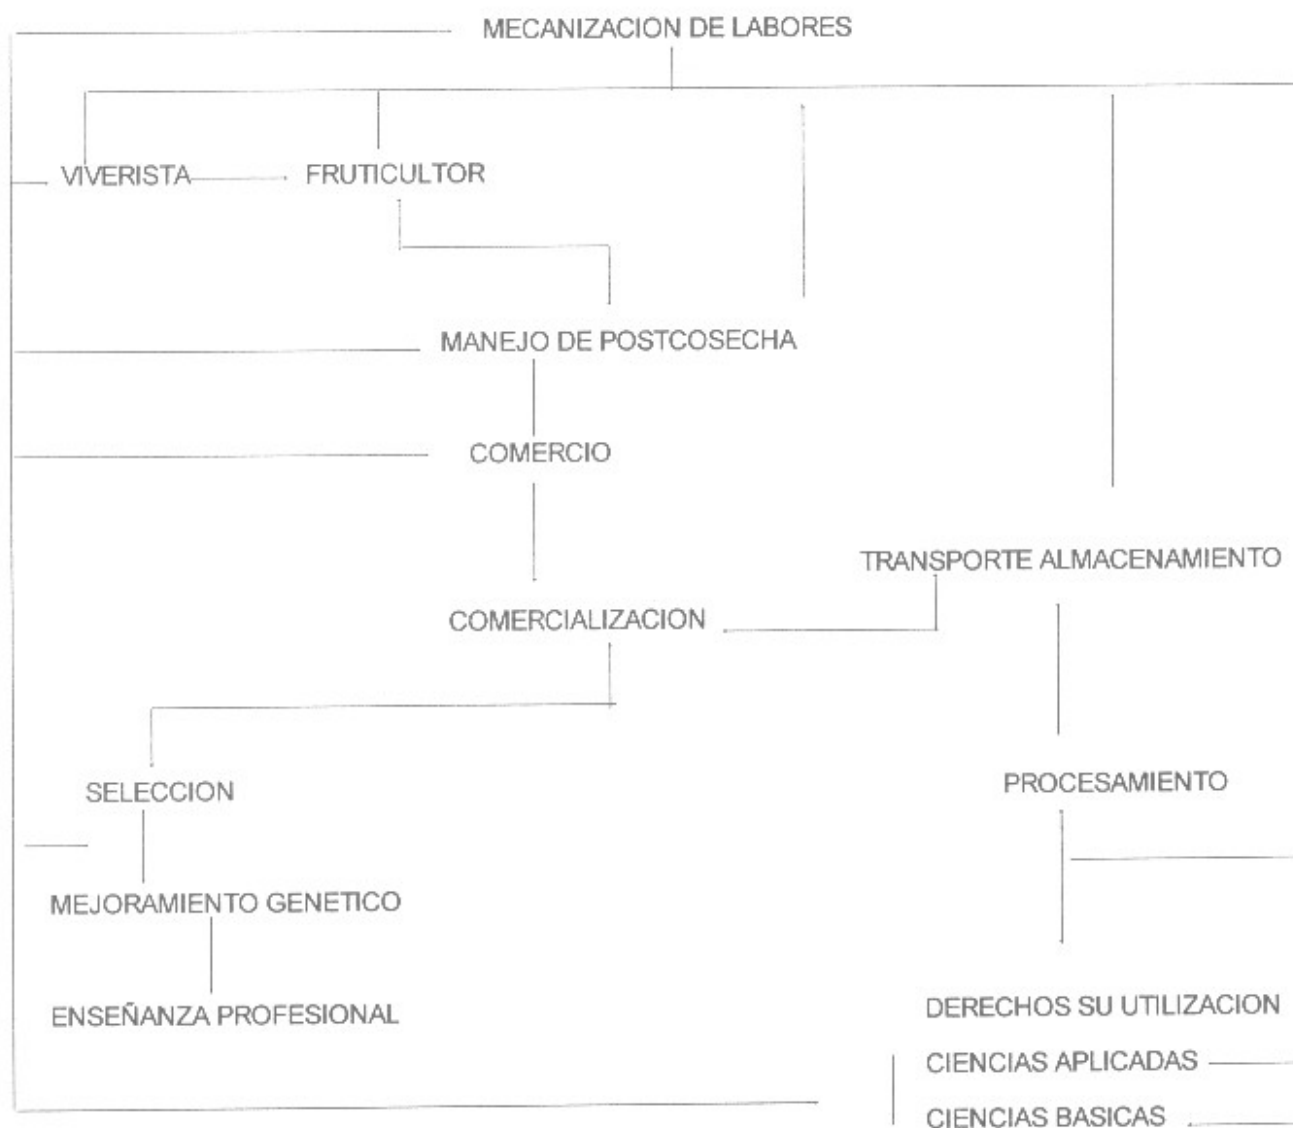 MECANIZACION DE LABORES
VIVERISTA
FRUTICULTOR
MANEJO DE POSTCOSECHA
COMERCIO
TRANSPORTE ALMACENAMIENTO
COMERCIALIZACION
SELECCION
PROCESAMIENTO
MEJORAMIENTO GENETICO
ENSEÑANZA PROFESIONAL
DERECHOS SU UTILIZACION
CIENCIAS APLICADAS
CIENCIAS BASICAS